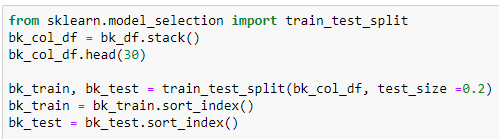 from sklearn.model_selection import train_test_split
bk_col_df = bk_df.stack()
bk_col_df.head(30)
bk_train, bk_test = train_test_split(bk_col_df, test_size =0.2)
bk_train = bk_train.sort_index()
bk_test = bk_test.sort_index()